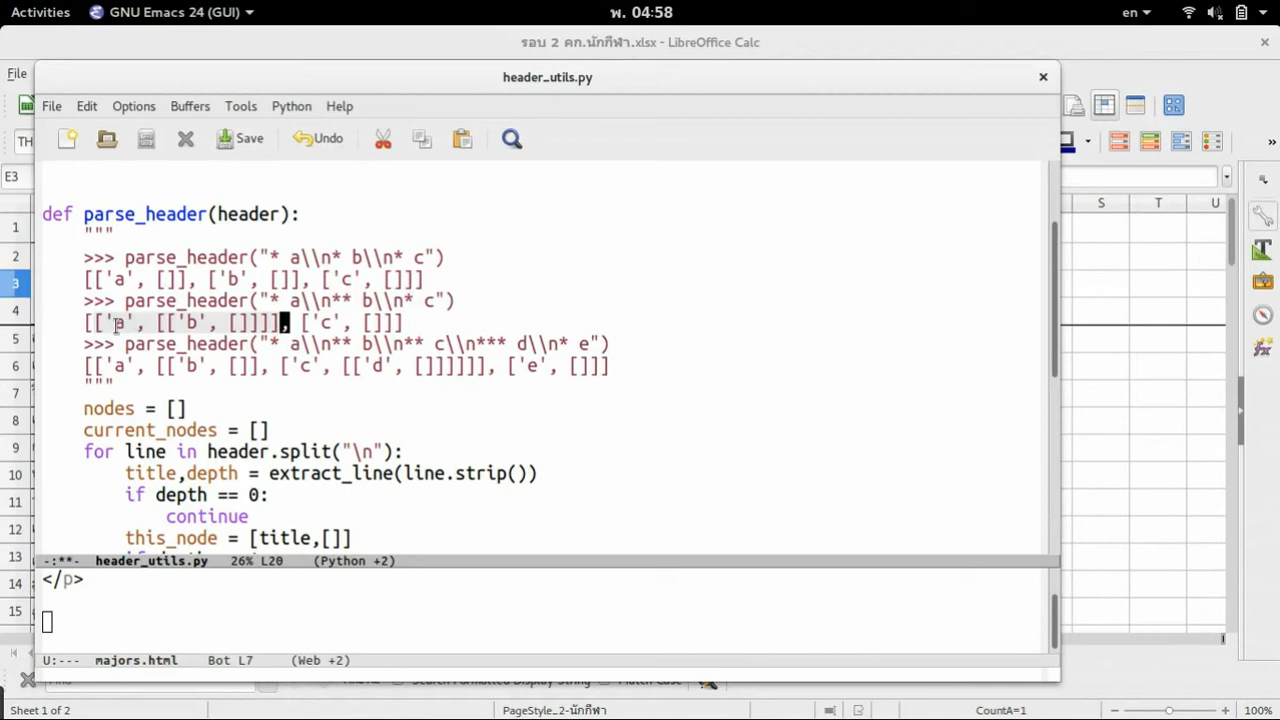 Activities GNU Emacs 24 (GUI) พ. 04:58 en
รอบ 2 คก.นักกีฬา.xlsx - LibreOffice Calc
header_utils.py
File
File Edit Options Buffers Tools Python Help
Save Undo
TH
E3
S T U
1
2
3
4
5
6
7
8
9
10
11
12
13
14
15
def parse_header(header):
"""
>>> parse_header("* a\\n* b\\n* c")
[['a', []], ['b', []], ['c', []]]
>>> parse_header("* a\\n** b\\n* c")
[['a', [['b', []]]], ['c', []]]
>>> parse_header("* a\\n** b\\n** c\\n*** d\\n* e")
[['a', [['b', []], ['c', [['d', []]]]]], ['e', []]]
"""
nodes = []
current_nodes = []
for line in header.split("\n"):
title,depth = extract_line(line.strip())
if depth == 0:
continue
this_node = [title,[]]
-:**- header_utils.py 26% L20 (Python +2)
</p>
U:--- majors.html Bot L7 (Web +2)
Sheet 1 of 2 PageStyle_2-นักกีฬา CountA=1 100%